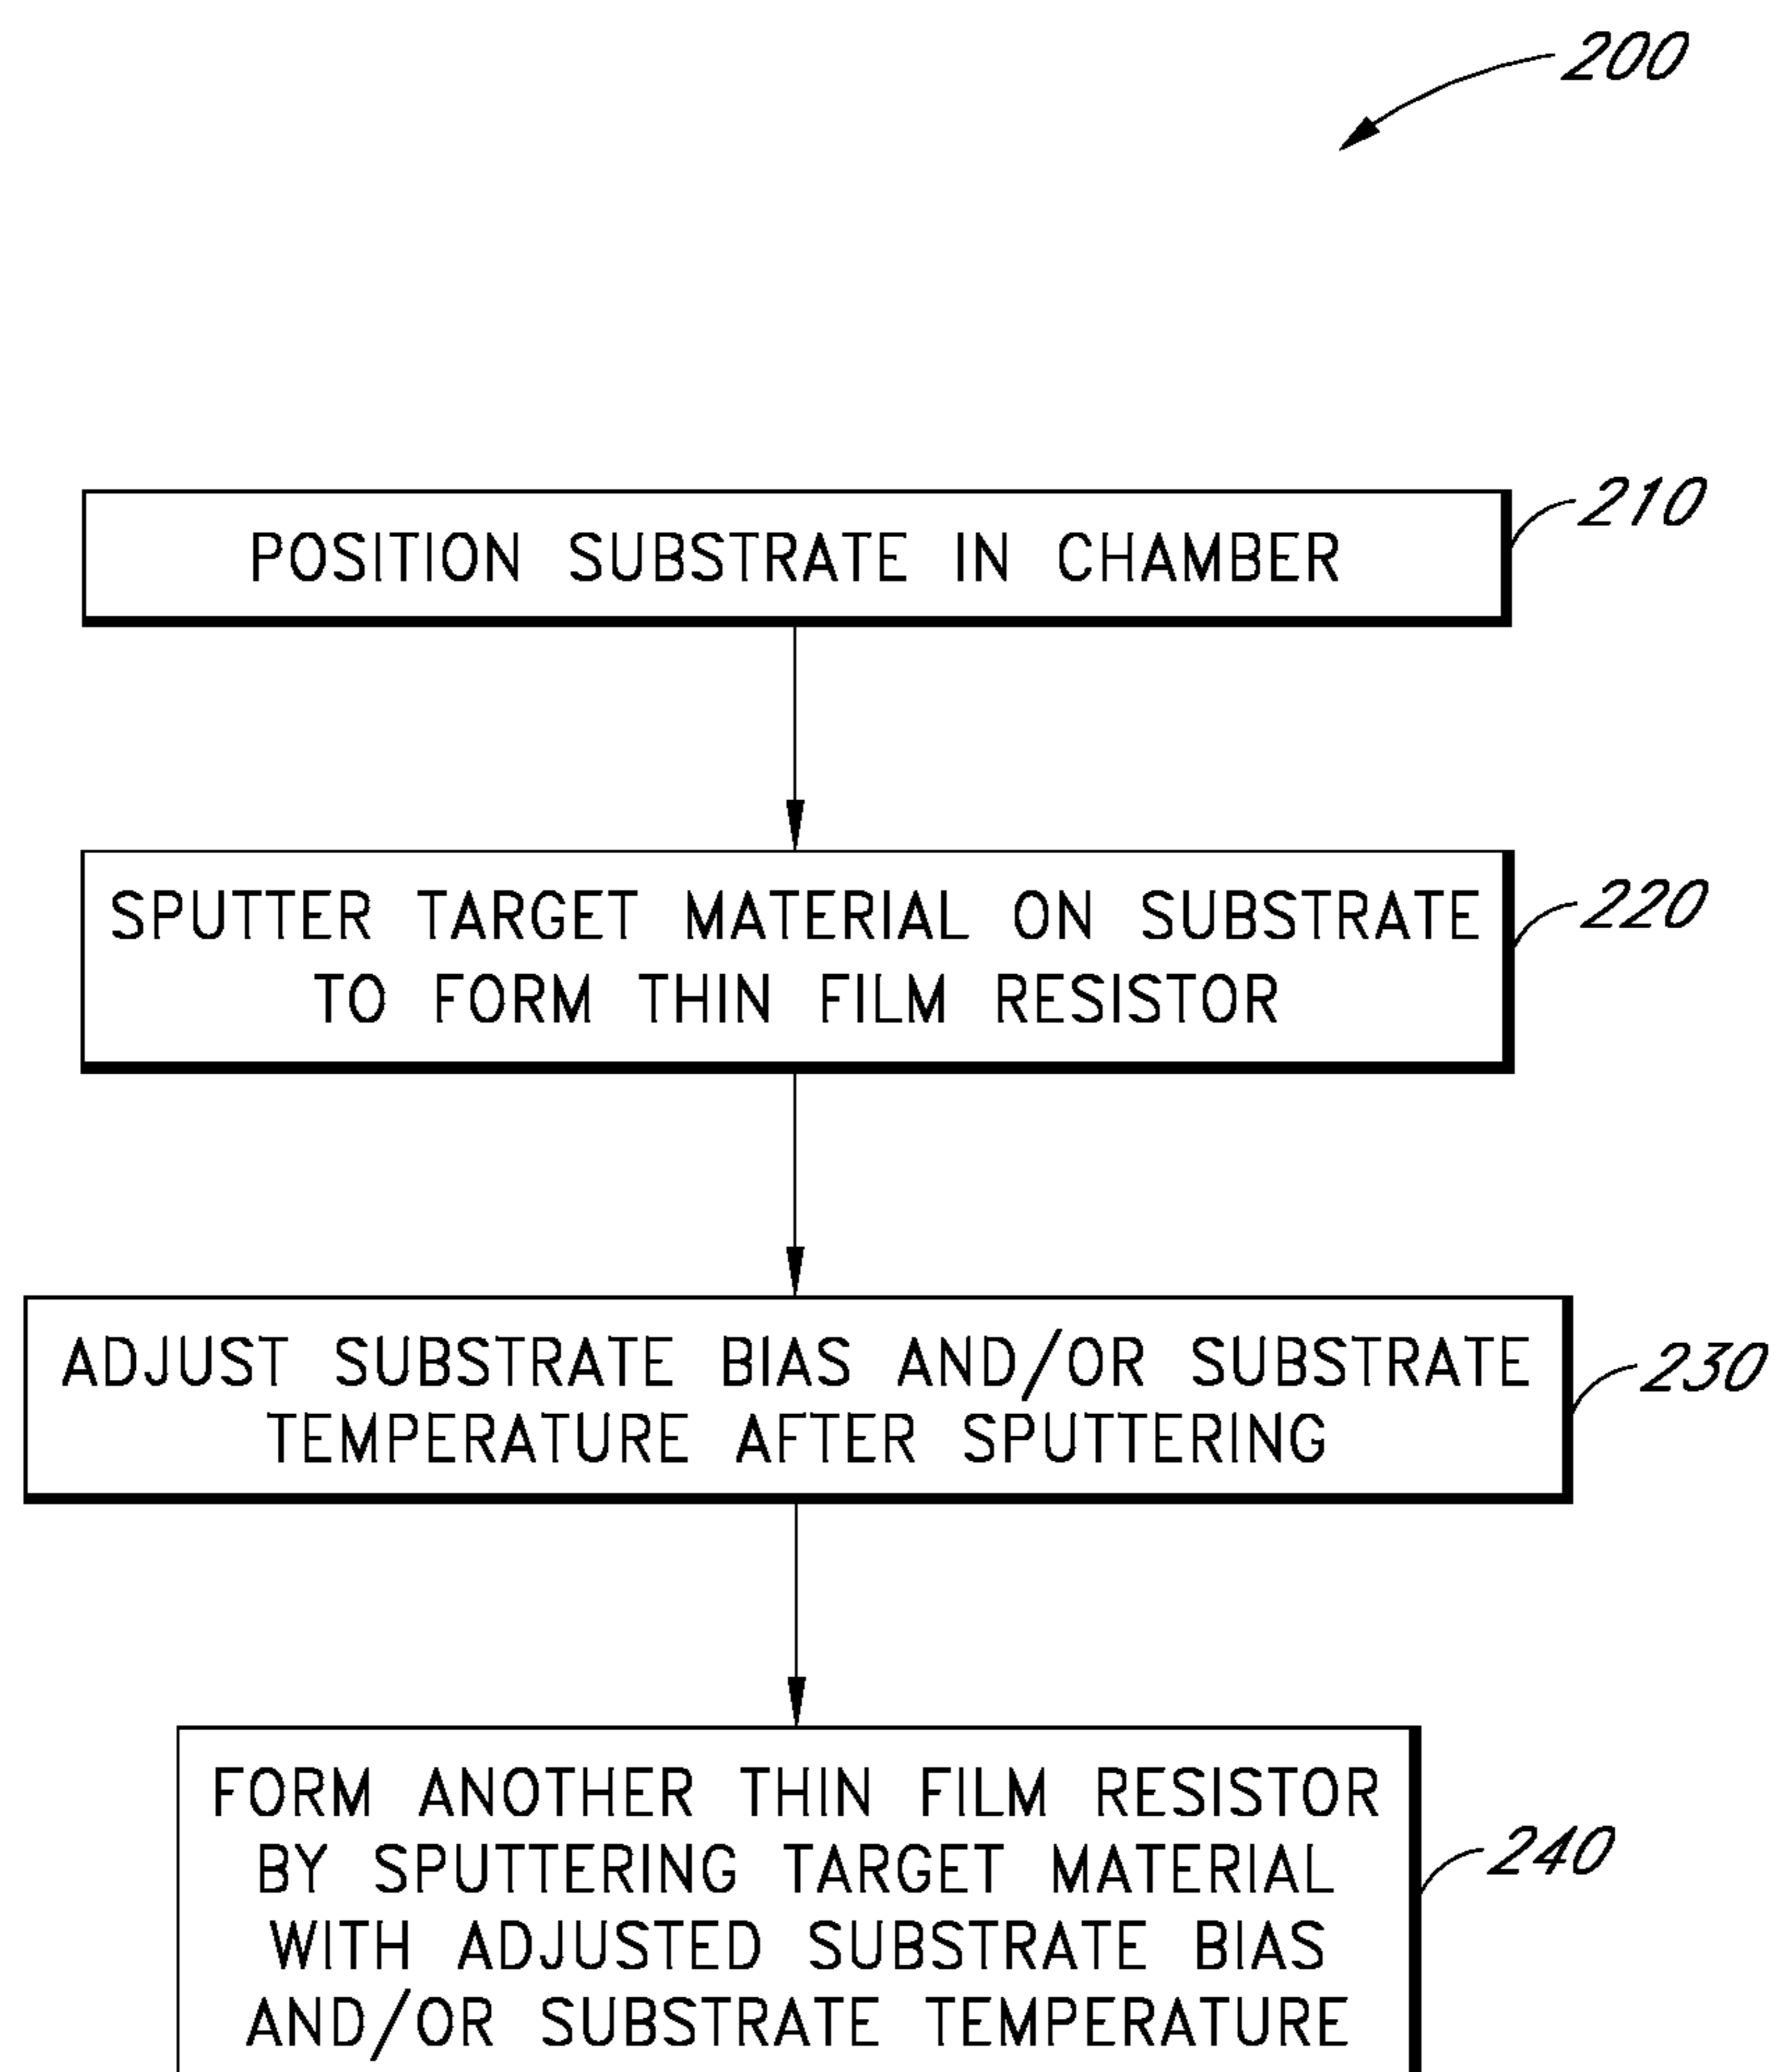 200
POSITION SUBSTRATE IN CHAMBER
210
SPUTTER TARGET MATERIAL ON SUBSTRATE
TO FORM THIN FILM RESISTOR
220
ADJUST SUBSTRATE BIAS AND/OR SUBSTRATE
TEMPERATURE AFTER SPUTTERING
230
FORM ANOTHER THIN FILM RESISTOR
BY SPUTTERING TARGET MATERIAL
WITH ADJUSTED SUBSTRATE BIAS
AND/OR SUBSTRATE TEMPERATURE
240